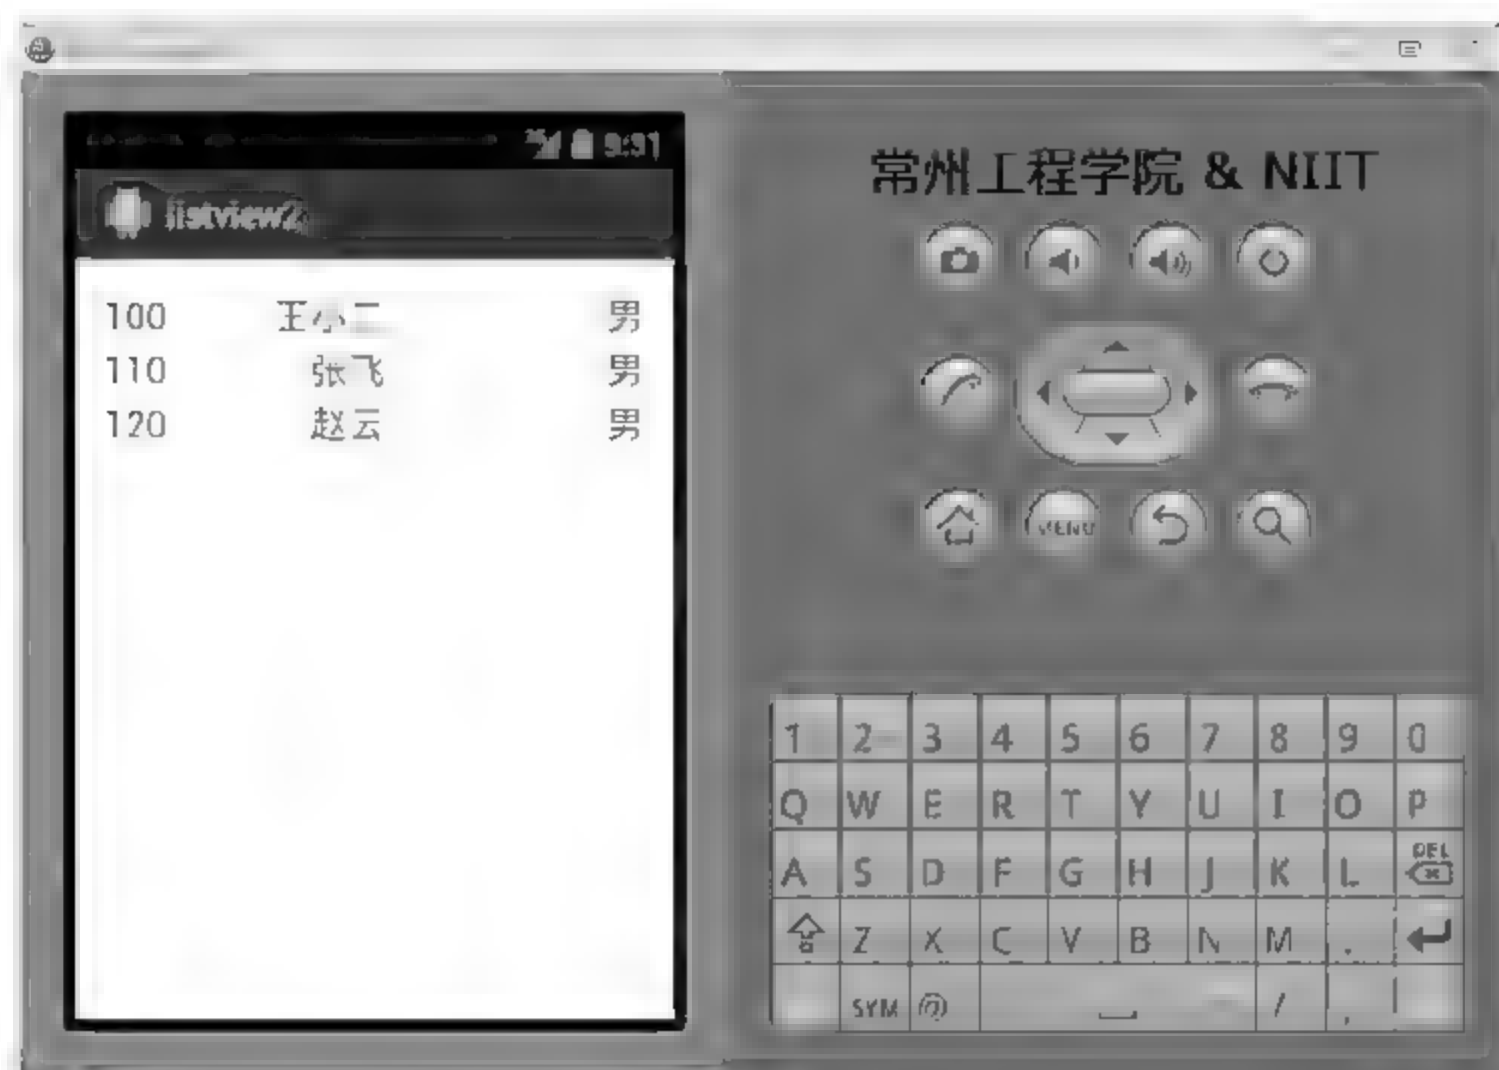 9:31
listview2
100 王小二 男
110 张飞 男
120 赵云 男
常州工程学院 & NIIT
MENU
1 2 3 4 5 6 7 8 9 0
Q W E R T Y U I O P
A S D F G H J K L DEL
Z X C V B N M .
SYM @ / ,